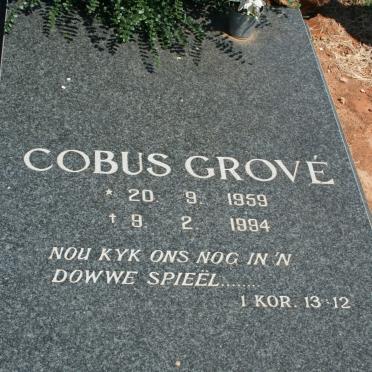 COBUS GROVÉ
* 20. 9. 1959
† 9. 2. 1994
NOU KYK ONS NOG IN 'N
DOWWE SPIEËL........
1 KOR. 13:12